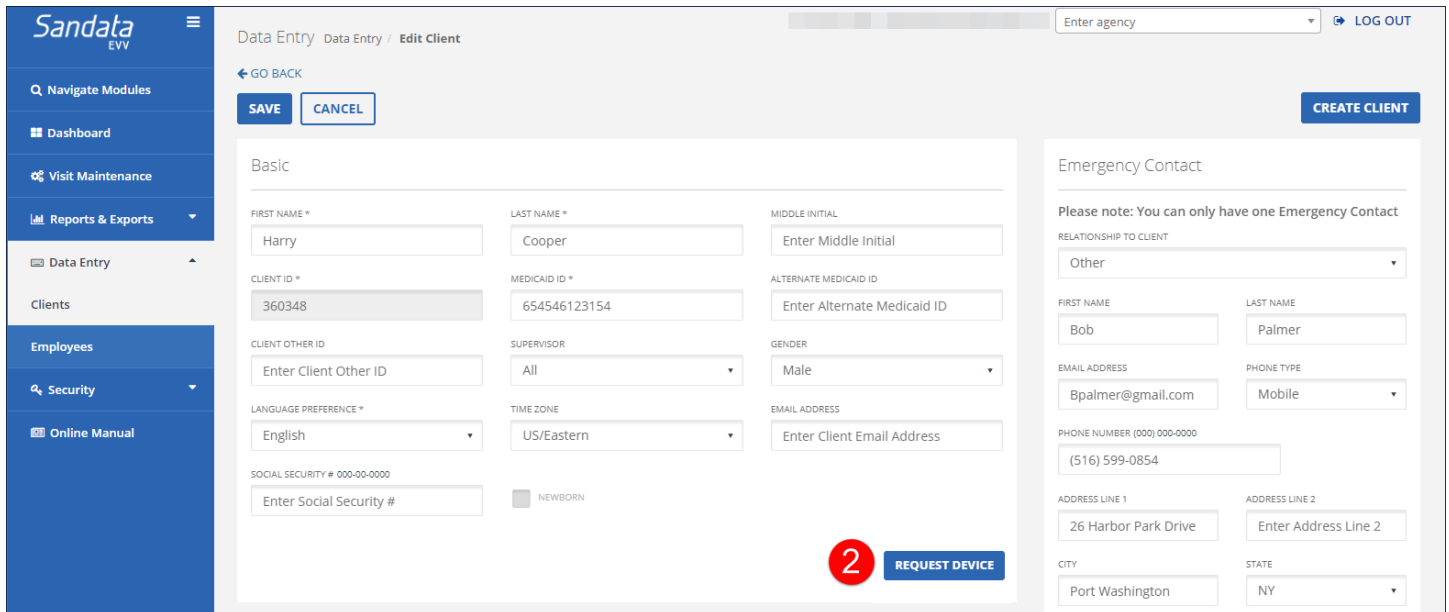 Sandata
EVV
Navigate Modules
Dashboard
Visit Maintenance
Reports & Exports
Data Entry
Clients
Employees
Security
Online Manual
Data Entry Data Entry / Edit Client
Enter agency
LOG OUT
GO BACK
SAVE CANCEL
CREATE CLIENT
Basic
FIRST NAME * LAST NAME * MIDDLE INITIAL
Harry Cooper Enter Middle Initial
CLIENT ID * MEDICAID ID * ALTERNATE MEDICAID ID
360348 654546123154 Enter Alternate Medicaid ID
CLIENT OTHER ID SUPERVISOR GENDER
Enter Client Other ID All Male
LANGUAGE PREFERENCE * TIME ZONE EMAIL ADDRESS
English US/Eastern Enter Client Email Address
SOCIAL SECURITY # 000-00-0000
Enter Social Security # NEWBORN
2 REQUEST DEVICE
Emergency Contact
Please note: You can only have one Emergency Contact
RELATIONSHIP TO CLIENT
Other
FIRST NAME LAST NAME
Bob Palmer
EMAIL ADDRESS PHONE TYPE
Bpalmer@gmail.com Mobile
PHONE NUMBER (000) 000-0000
(516) 599-0854
ADDRESS LINE 1 ADDRESS LINE 2
26 Harbor Park Drive Enter Address Line 2
CITY STATE
Port Washington NY